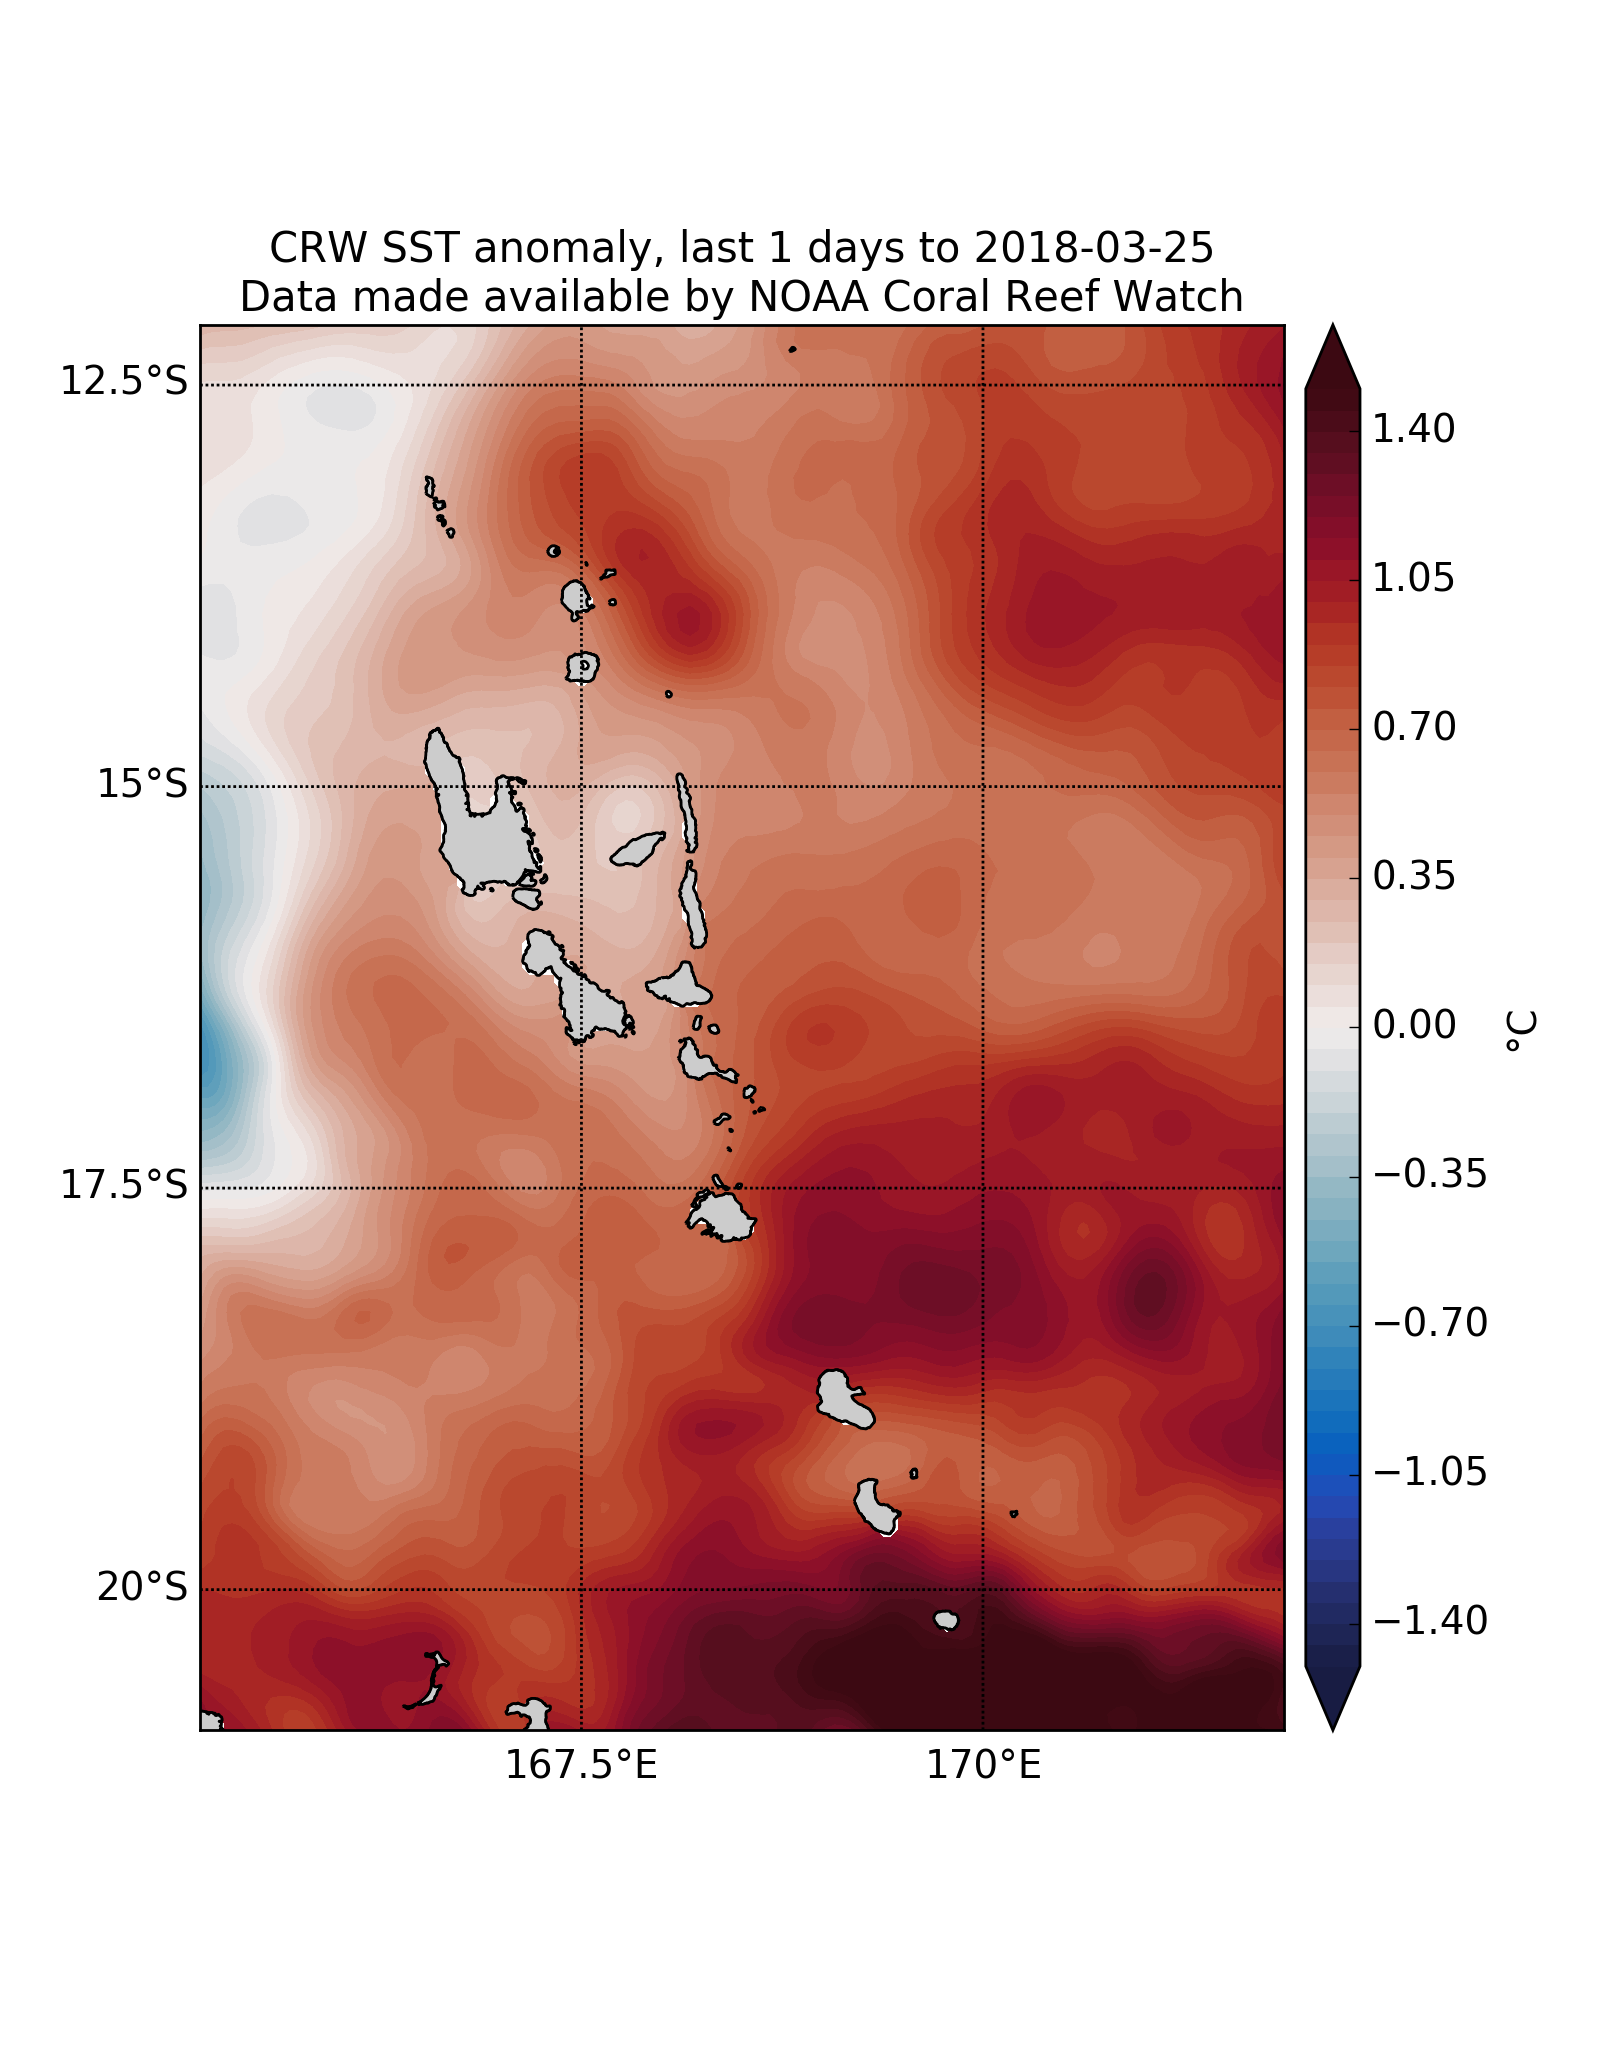 CRW SST anomaly, last 1 days to 2018-03-25
Data made available by NOAA Coral Reef Watch
12.5°S
15°S
17.5°S
20°S
167.5°E
170°E
1.40
1.05
0.70
0.35
0.00
−0.35
−0.70
−1.05
−1.40
°C